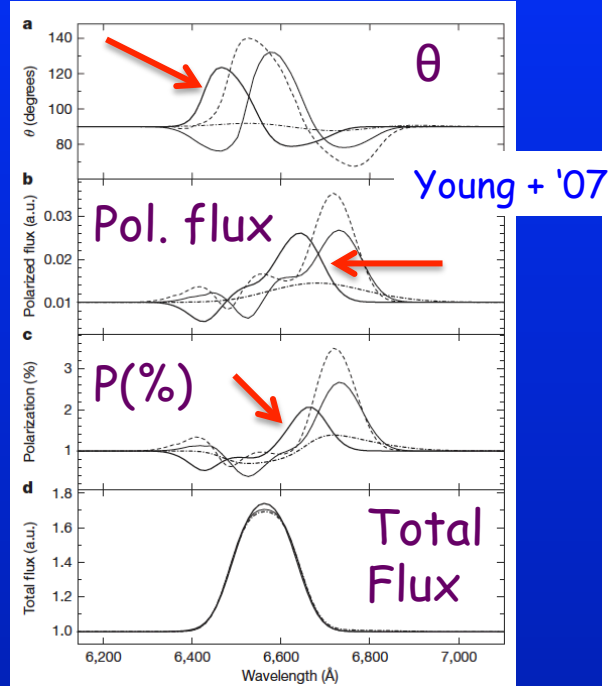 a
140
120
100
80
θ (degrees)
θ
Young + '07
b
Pol. flux
0.03
0.02
0.01
Polarized flux (a.u.)
c
P(%)
3
2
1
Polarization (%)
d
1.8
1.6
1.4
1.2
1.0
Total flux (a.u.)
Total
Flux
6,200 6,400 6,600 6,800 7,000
Wavelength (Å)